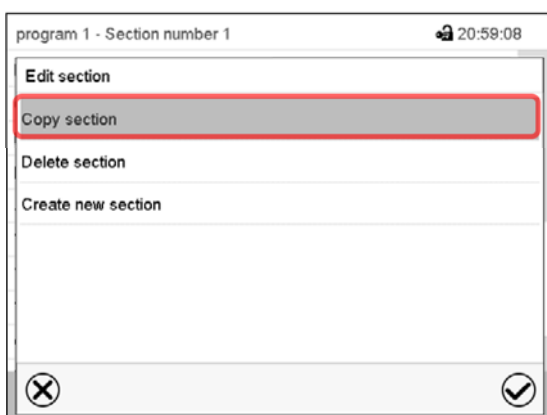 program 1 - Section number 1 20:59:08
Edit section
Copy section
Delete section
Create new section